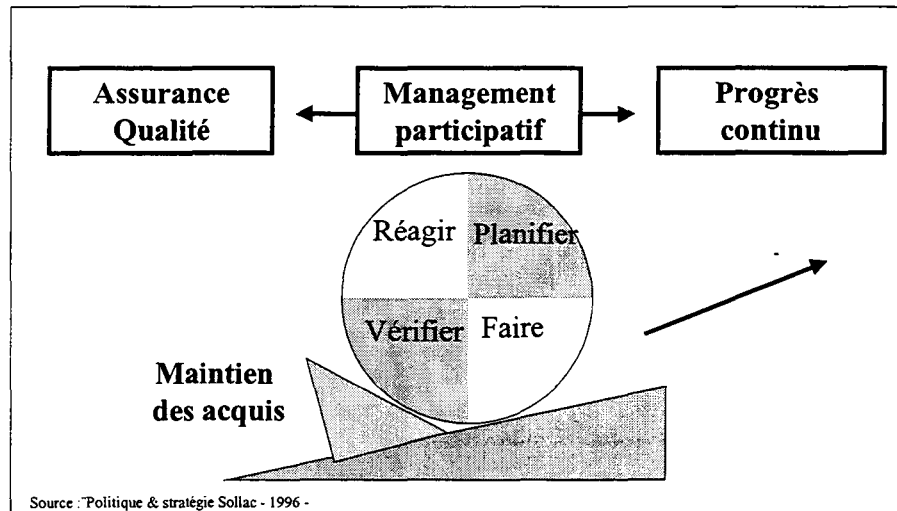 Assurance
Qualité
Management
participatif
Progrès
continu
Réagir
Planifier
Vérifier
Faire
Maintien
des acquis
Source : "Politique & stratégie Sollac - 1996 -